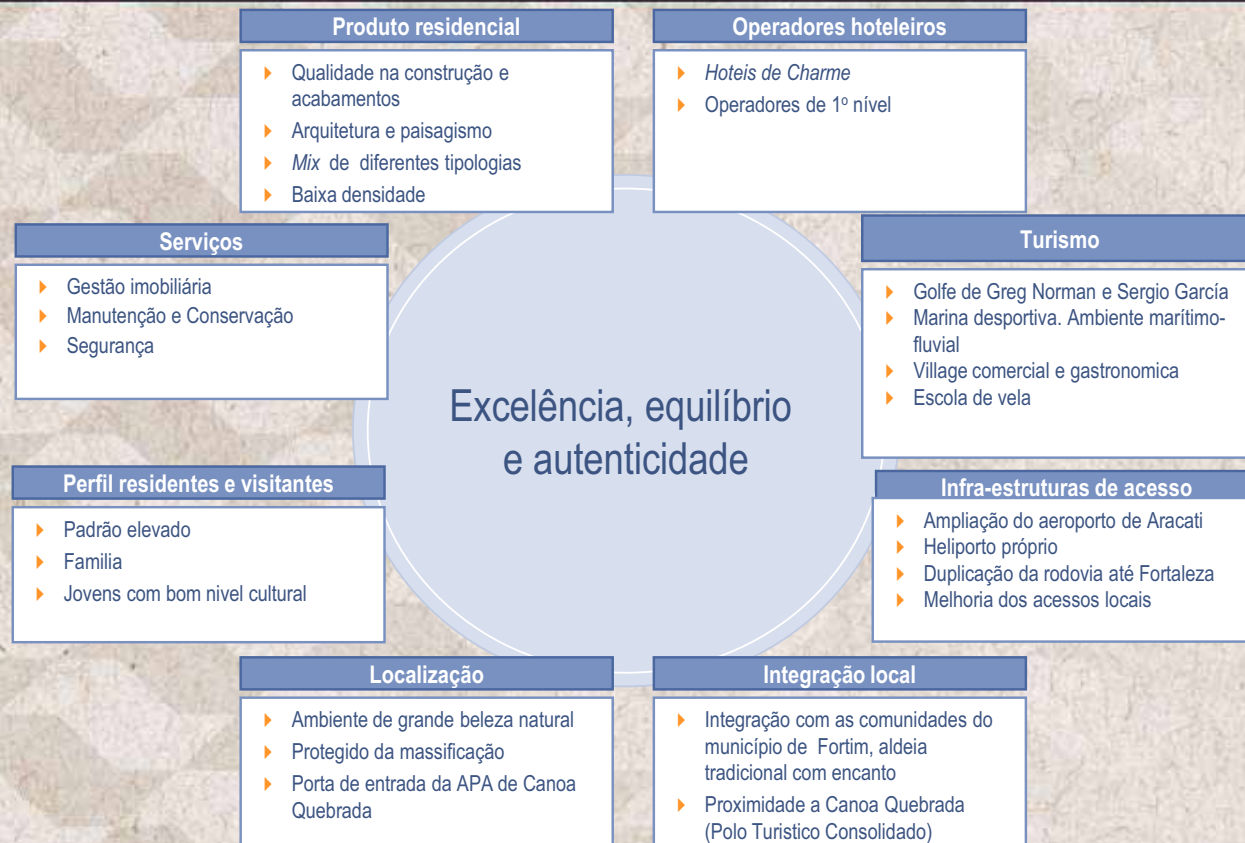 Produto residencial
Qualidade na construção e
acabamentos
Arquitetura e paisagismo
Mix de diferentes tipologias
Baixa densidade
Operadores hoteleiros
Hoteis de Charme
Operadores de 1º nível
Serviços
Gestão imobiliária
Manutenção e Conservação
Segurança
Turismo
Golfe de Greg Norman e Sergio García
Marina desportiva. Ambiente marítimo-
fluvial
Village comercial e gastronomica
Escola de vela
Excelência, equilíbrio
e autenticidade
Perfil residentes e visitantes
Padrão elevado
Familia
Jovens com bom nivel cultural
Infra-estruturas de acesso
Ampliação do aeroporto de Aracati
Heliporto próprio
Duplicação da rodovia até Fortaleza
Melhoria dos acessos locais
Localização
Ambiente de grande beleza natural
Protegido da massificação
Porta de entrada da APA de Canoa
Quebrada
Integração local
Integração com as comunidades do
município de Fortim, aldeia
tradicional com encanto
Proximidade a Canoa Quebrada
(Polo Turistico Consolidado)